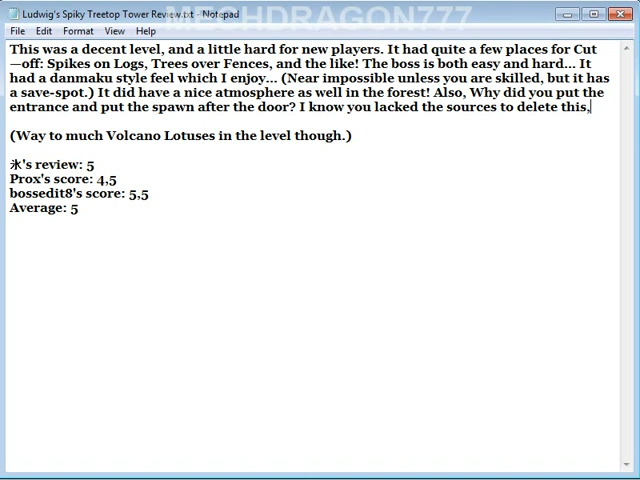 MECHDRAGON777
Ludwig's Spiky Treetop Tower Review.txt - Notepad
File Edit Format View Help
This was a decent level, and a little hard for new players. It had quite a few places for Cut
—off: Spikes on Logs, Trees over Fences, and the like! The boss is both easy and hard... It
had a danmaku style feel which I enjoy... (Near impossible unless you are skilled, but it has
a save-spot.) It did have a nice atmosphere as well in the forest! Also, Why did you put the
entrance and put the spawn after the door? I know you lacked the sources to delete this,
(Way to much Volcano Lotuses in the level though.)
氷's review: 5
Prox's score: 4,5
bossedit8's score: 5,5
Average: 5